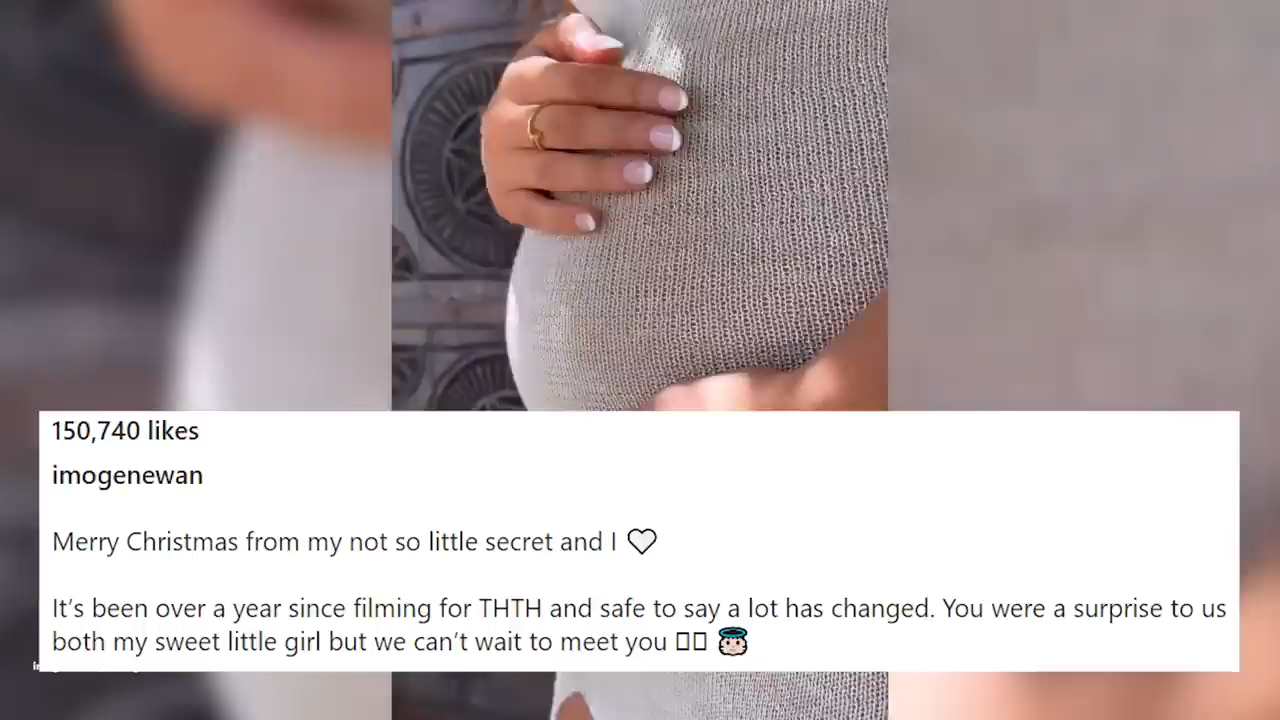 150,740 likes
imogenewan
Merry Christmas from my not so little secret and I 🤍
It’s been over a year since filming for THTH and safe to say a lot has changed. You were a surprise to us
both my sweet little girl but we can’t wait to meet you 👼🏻